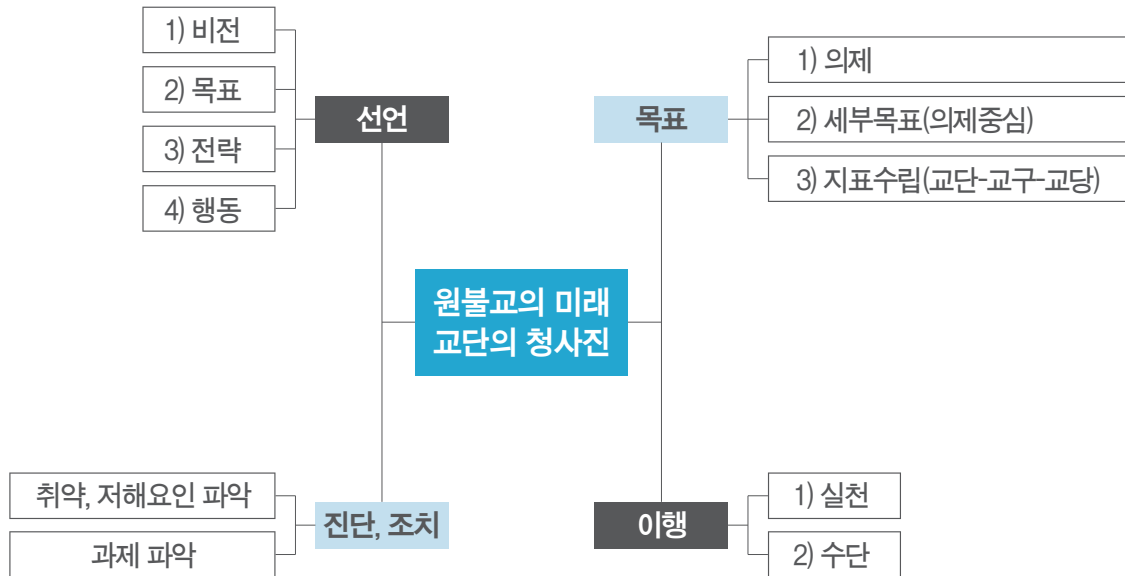 1) 비전
2) 목표
3) 전략
4) 행동
선언
목표
1) 의제
2) 세부목표(의제중심)
3) 지표수립(교단-교구-교당)
원불교의 미래
교단의 청사진
취약, 저해요인 파악
과제 파악
진단, 조치
이행
1) 실천
2) 수단